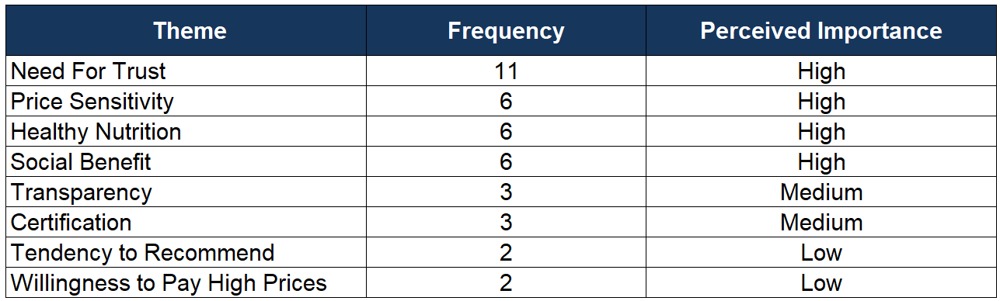 Theme Frequency Perceived Importance
Need For Trust 11 High
Price Sensitivity 6 High
Healthy Nutrition 6 High
Social Benefit 6 High
Transparency 3 Medium
Certification 3 Medium
Tendency to Recommend 2 Low
Willingness to Pay High Prices 2 Low